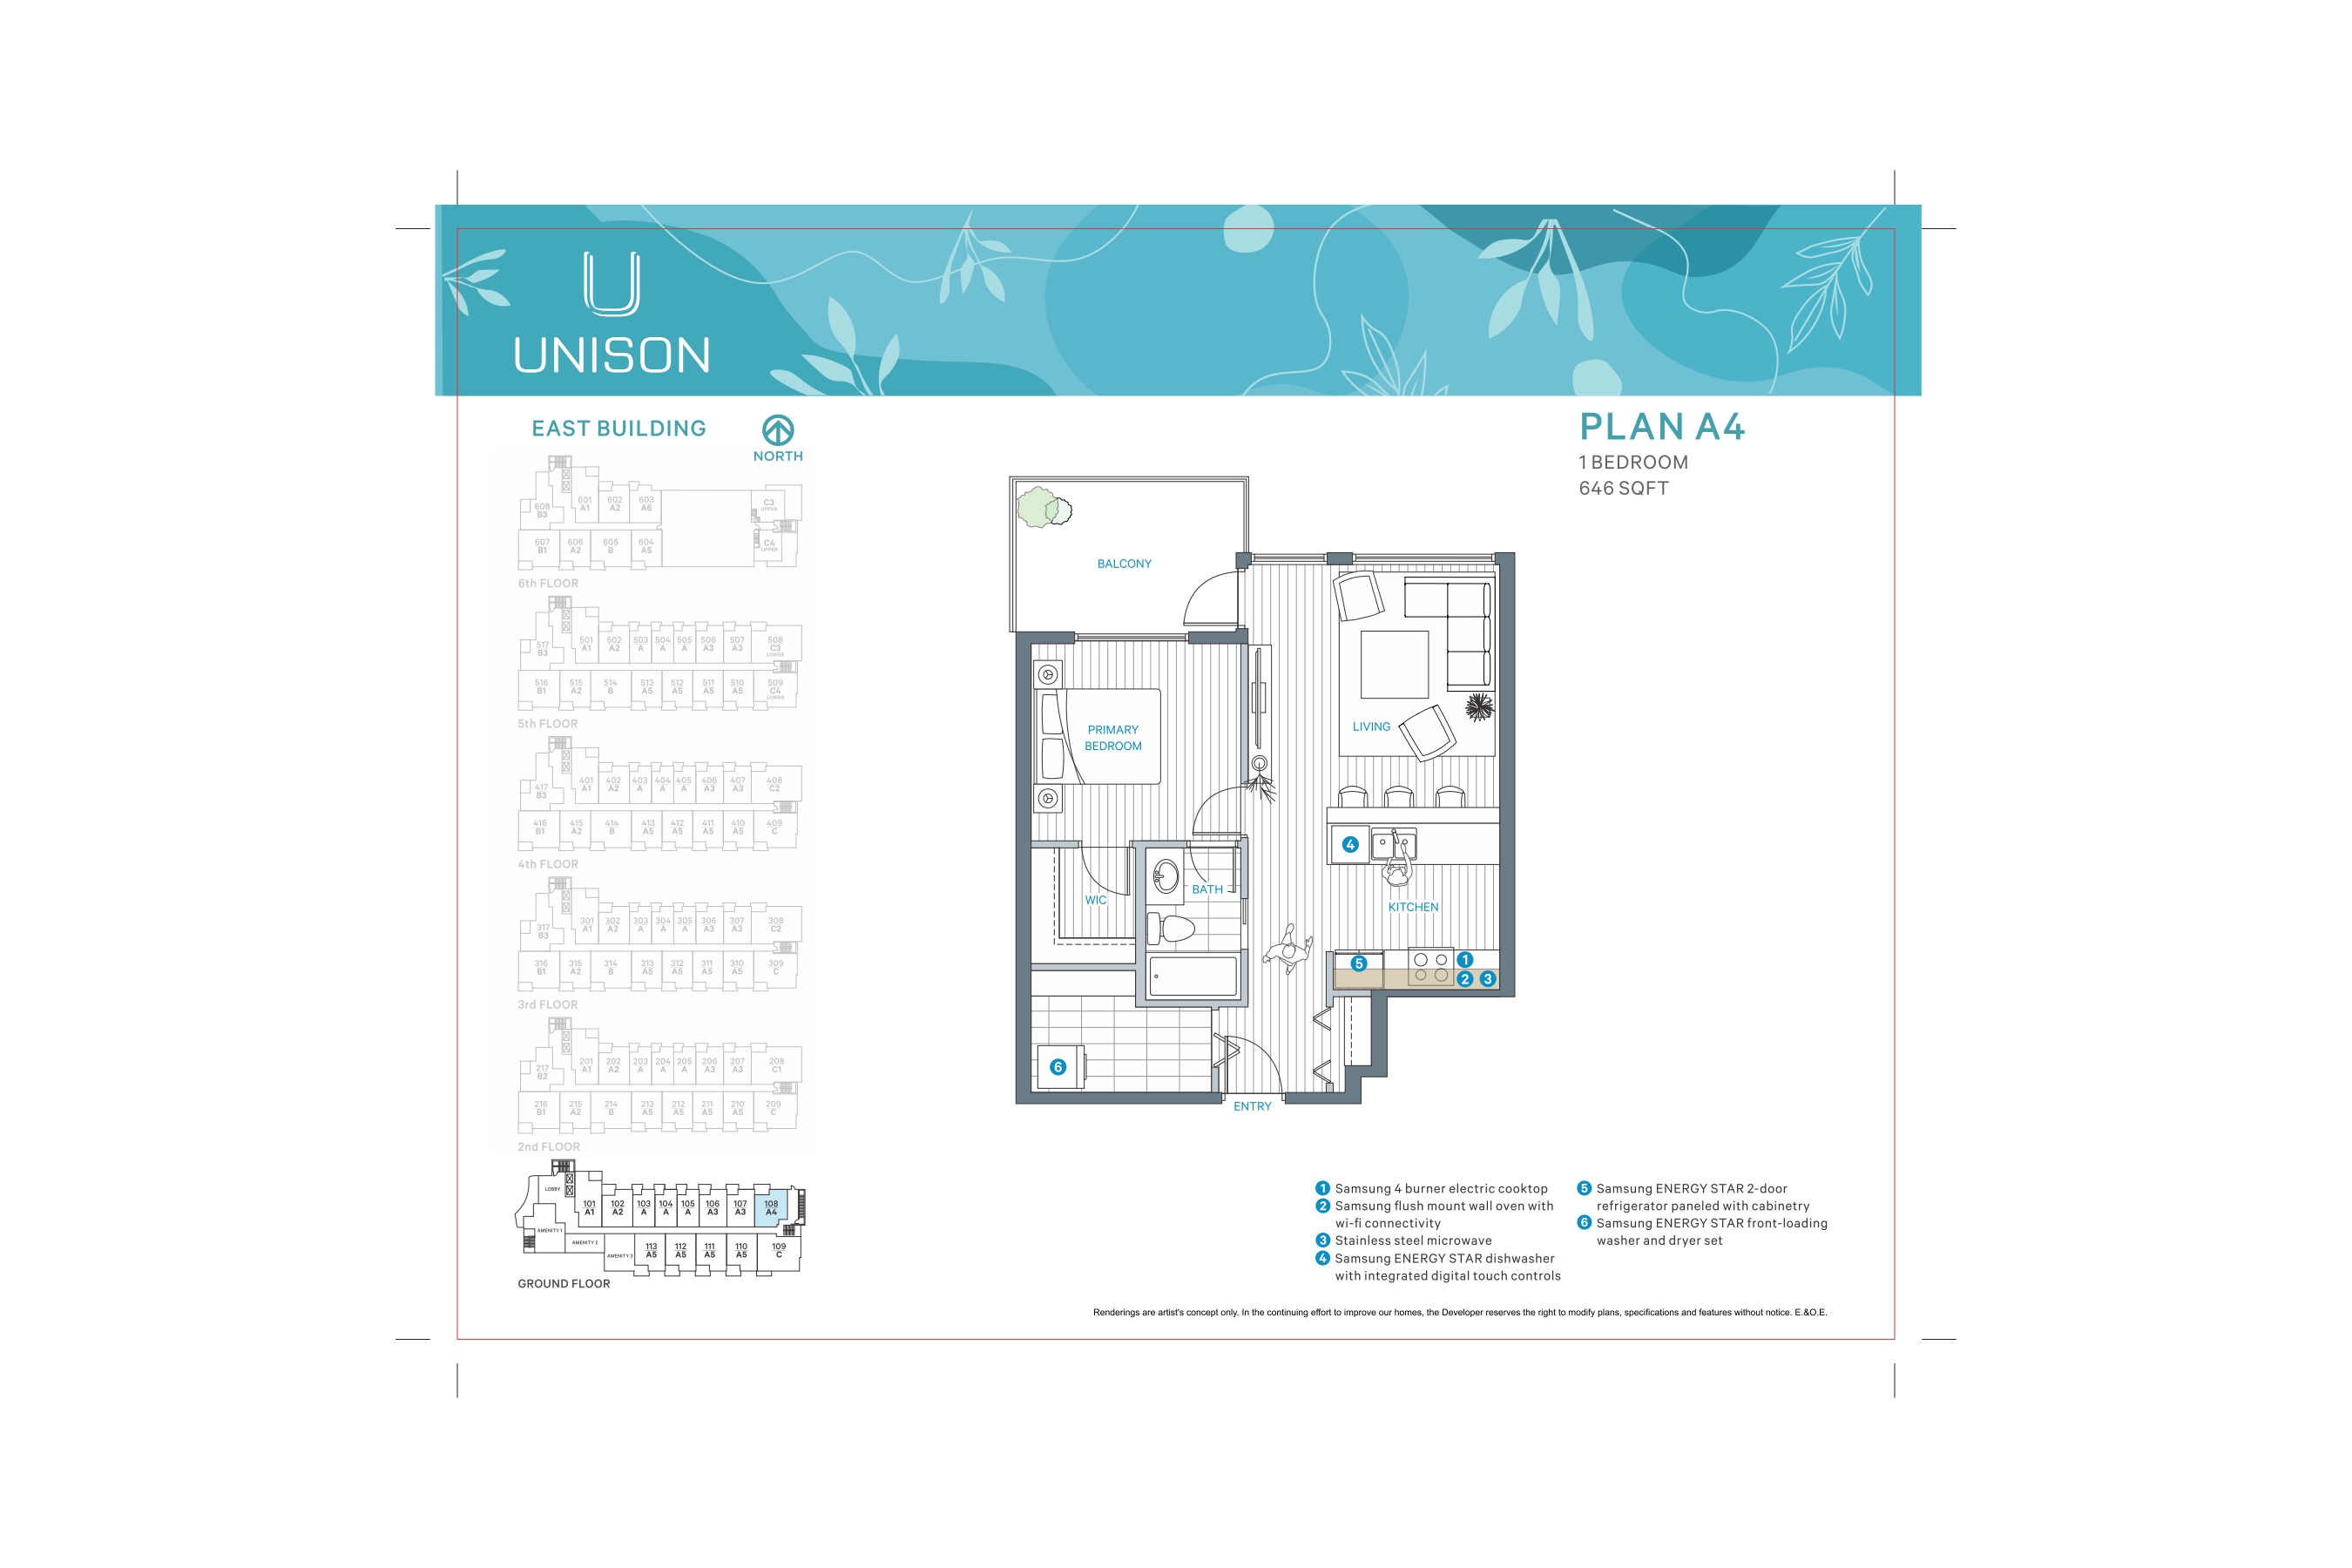 U
UNISON
EAST BUILDING
NORTH
601 602 603
A1 A2 A6
608
B3
C3
UPPER
607 606 605 604
B1 A2 B A5
C4
UPPER
6th FLOOR
501 502 503 504 505 506 507 508
A1 A2 A A A A3 A3 C3
LOWER
517
B3
516 515 514 513 512 511 510 509
B1 A2 B A5 A5 A5 A5 C4
LOWER
5th FLOOR
401 402 403 404 405 406 407 408
A1 A2 A A A A3 A3 C2
417
B3
416 415 414 413 412 411 410 409
B1 A2 B A5 A5 A5 A5 C
4th FLOOR
301 302 303 304 305 306 307 308
A1 A2 A A A A3 A3 C2
317
B3
316 315 314 313 312 311 310 309
B1 A2 B A5 A5 A5 A5 C
3rd FLOOR
201 202 203 204 205 206 207 208
A1 A2 A A A A3 A3 C1
217
B2
216 215 214 213 212 211 210 209
B1 A2 B A5 A5 A5 A5 C
2nd FLOOR
LOBBY
101 102 103 104 105 106 107 108
A1 A2 A A A A3 A3 A4
AMENITY 1
AMENITY 2
AMENITY 3
113 112 111 110 109
A5 A5 A5 A5 C
GROUND FLOOR
PLAN A4
1 BEDROOM
646 SQFT
BALCONY
PRIMARY
BEDROOM
LIVING
4
BATH
WIC
KITCHEN
5
1
2 3
6
ENTRY
1 Samsung 4 burner electric cooktop
2 Samsung flush mount wall oven with
wi-fi connectivity
3 Stainless steel microwave
4 Samsung ENERGY STAR dishwasher
with integrated digital touch controls
5 Samsung ENERGY STAR 2-door
refrigerator paneled with cabinetry
6 Samsung ENERGY STAR front-loading
washer and dryer set
Renderings are artist's concept only. In the continuing effort to improve our homes, the Developer reserves the right to modify plans, specifications and features without notice. E.&O.E.